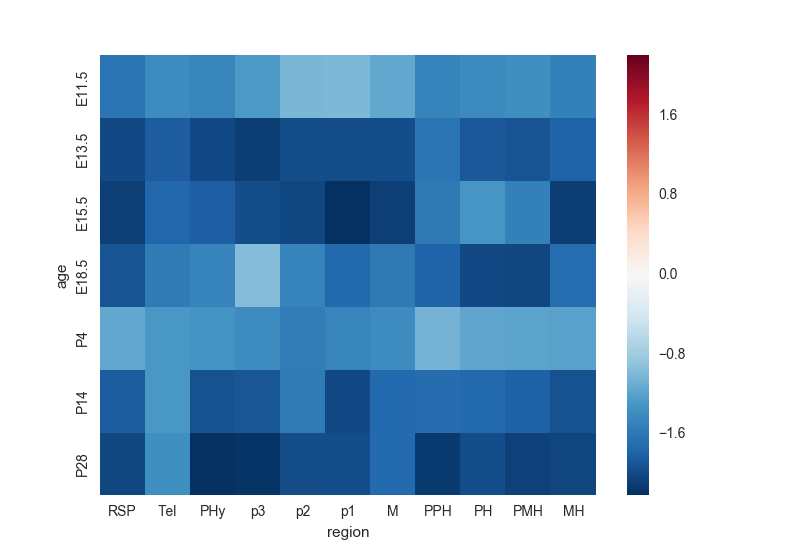 E11.5
E13.5
E15.5
E18.5
P4
P14
P28
age
RSP Tel PHy p3 p2 p1 M PPH PH PMH MH
region
1.6
0.8
0.0
−0.8
−1.6